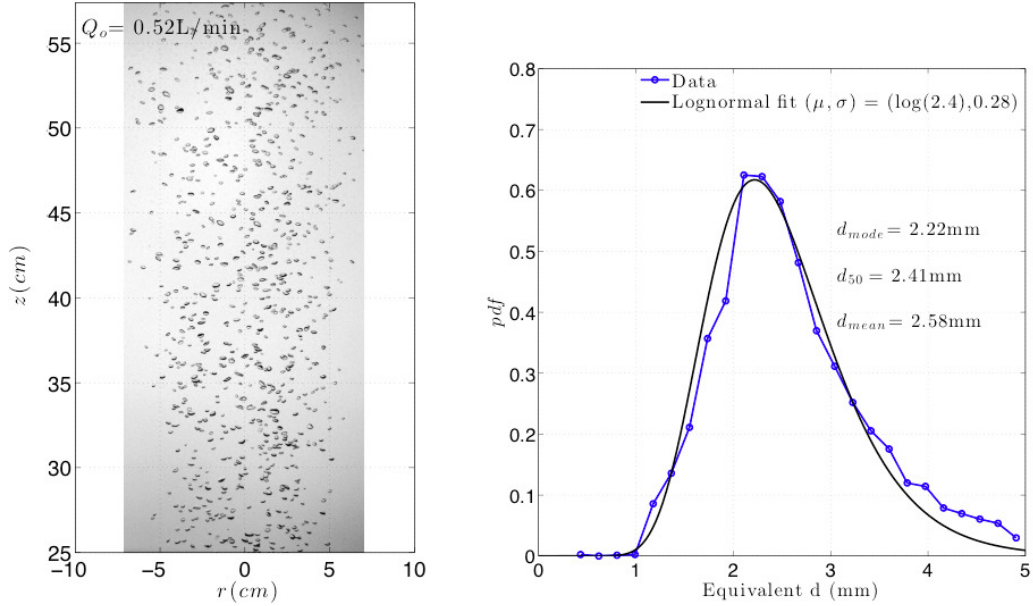 Q_o= 0.52L/min
55
50
45
40
35
30
25
z(cm)
−10
−5
0
5
10
r(cm)
0.8
0.7
0.6
0.5
0.4
0.3
0.2
0.1
0
pdf
Data
Lognormal fit (μ, σ) = (log(2.4),0.28)
d_mode= 2.22mm
d_50 = 2.41mm
d_mean = 2.58mm
0
1
2
3
4
5
Equivalent d (mm)